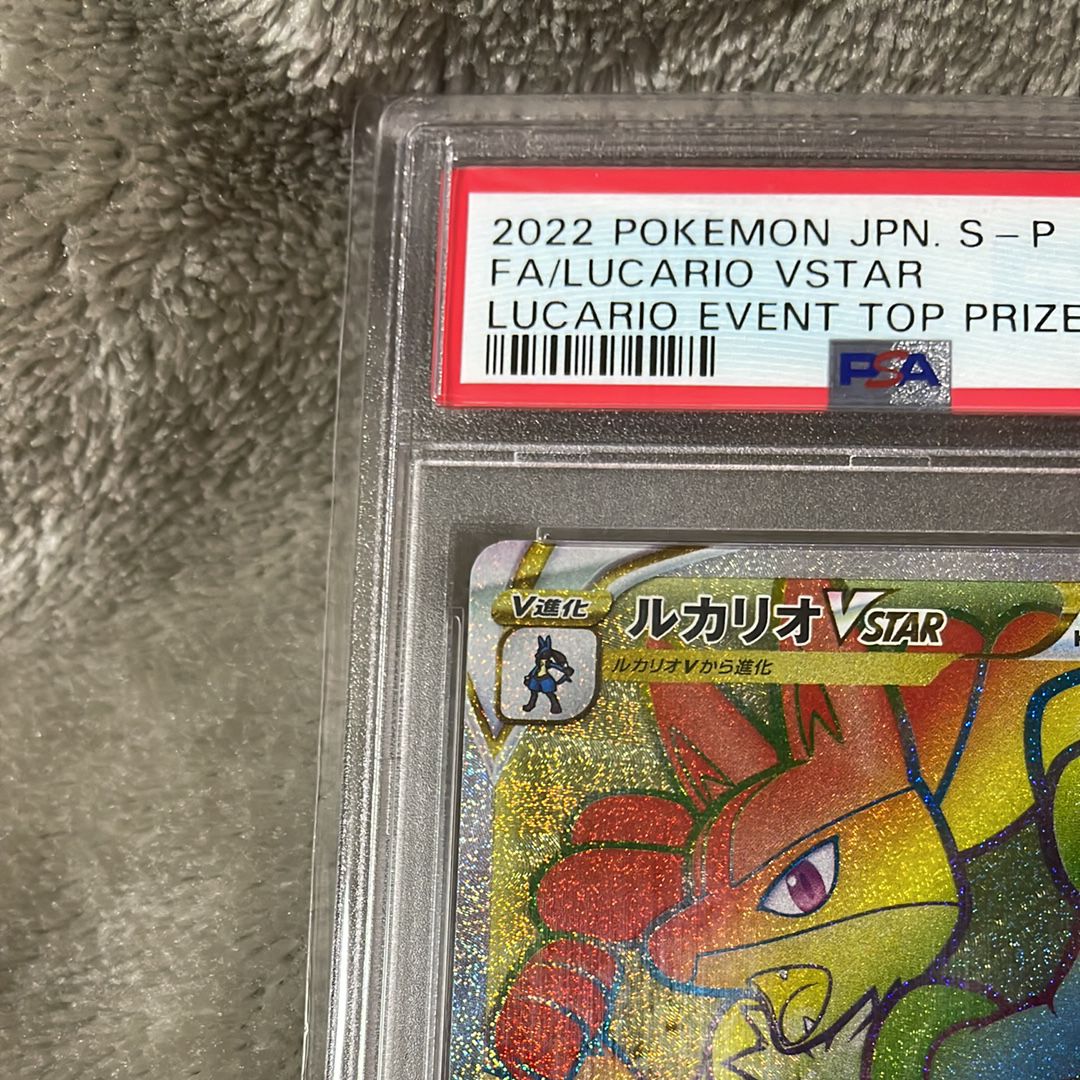 2022 POKEMON JPN. S-P
FA/LUCARIO VSTAR
LUCARIO EVENT TOP PRIZE
PSA
V進化
ルカリオVSTAR
ルカリオVから進化